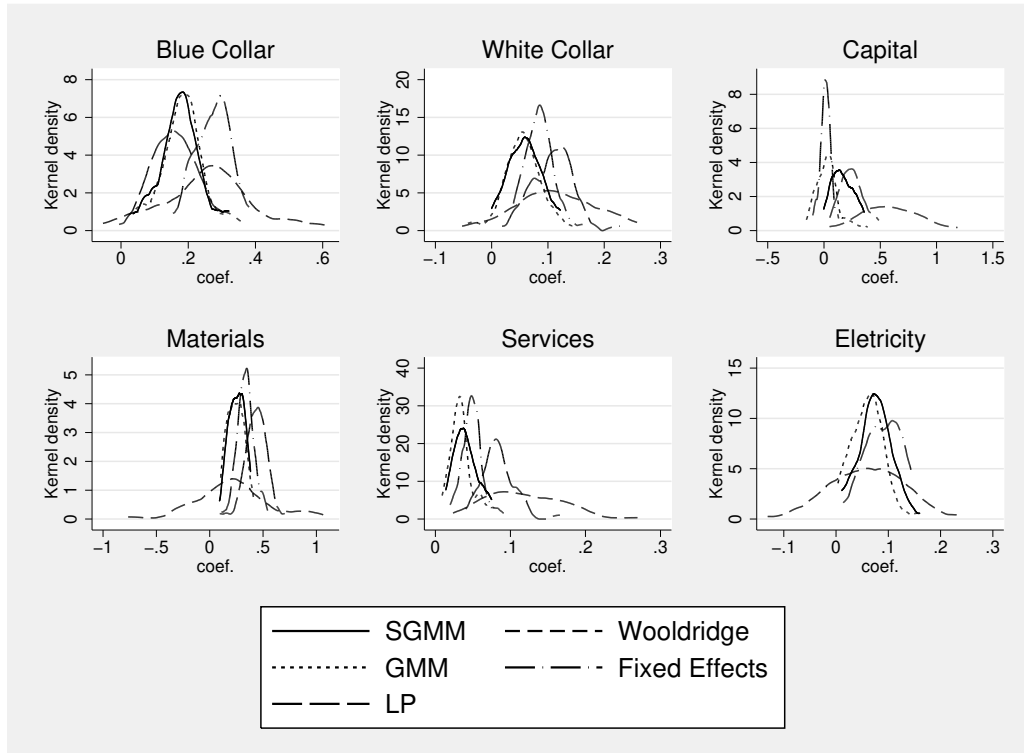 Blue Collar
Kernel density
0 2 4 6 8
0 .2 .4 .6
coef.
White Collar
Kernel density
0 5 10 15 20
-.1 0 .1 .2 .3
coef.
Capital
Kernel density
0 2 4 6 8
-.5 0 .5 1 1.5
coef.
Materials
Kernel density
0 1 2 3 4 5
-1 -.5 0 .5 1
coef.
Services
Kernel density
0 10 20 30 40
0 .1 .2 .3
coef.
Eletricity
Kernel density
0 5 10 15
-.1 0 .1 .2 .3
coef.
SGMM
Wooldridge
GMM
Fixed Effects
LP